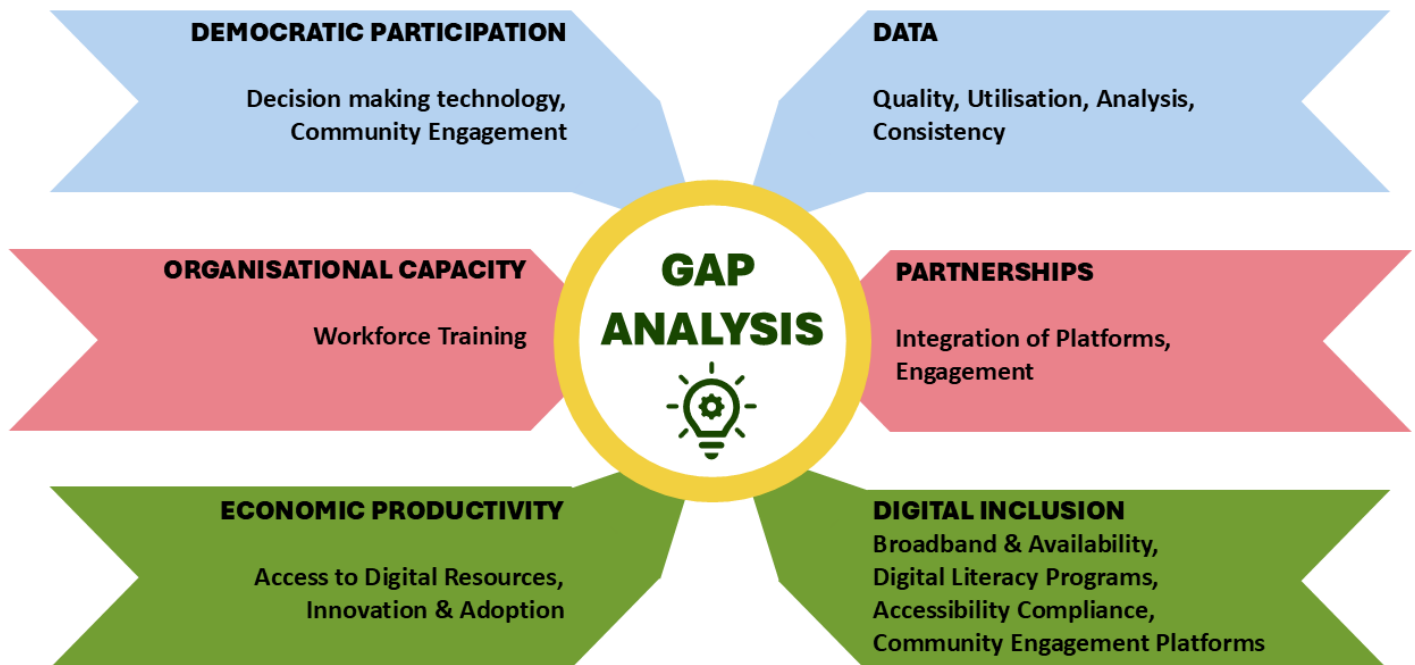 DEMOCRATIC PARTICIPATION
Decision making technology,
Community Engagement
DATA
Quality, Utilisation, Analysis,
Consistency
ORGANISATIONAL CAPACITY
Workforce Training
GAP
ANALYSIS
PARTNERSHIPS
Integration of Platforms,
Engagement
ECONOMIC PRODUCTIVITY
Access to Digital Resources,
Innovation & Adoption
DIGITAL INCLUSION
Broadband & Availability,
Digital Literacy Programs,
Accessibility Compliance,
Community Engagement Platforms